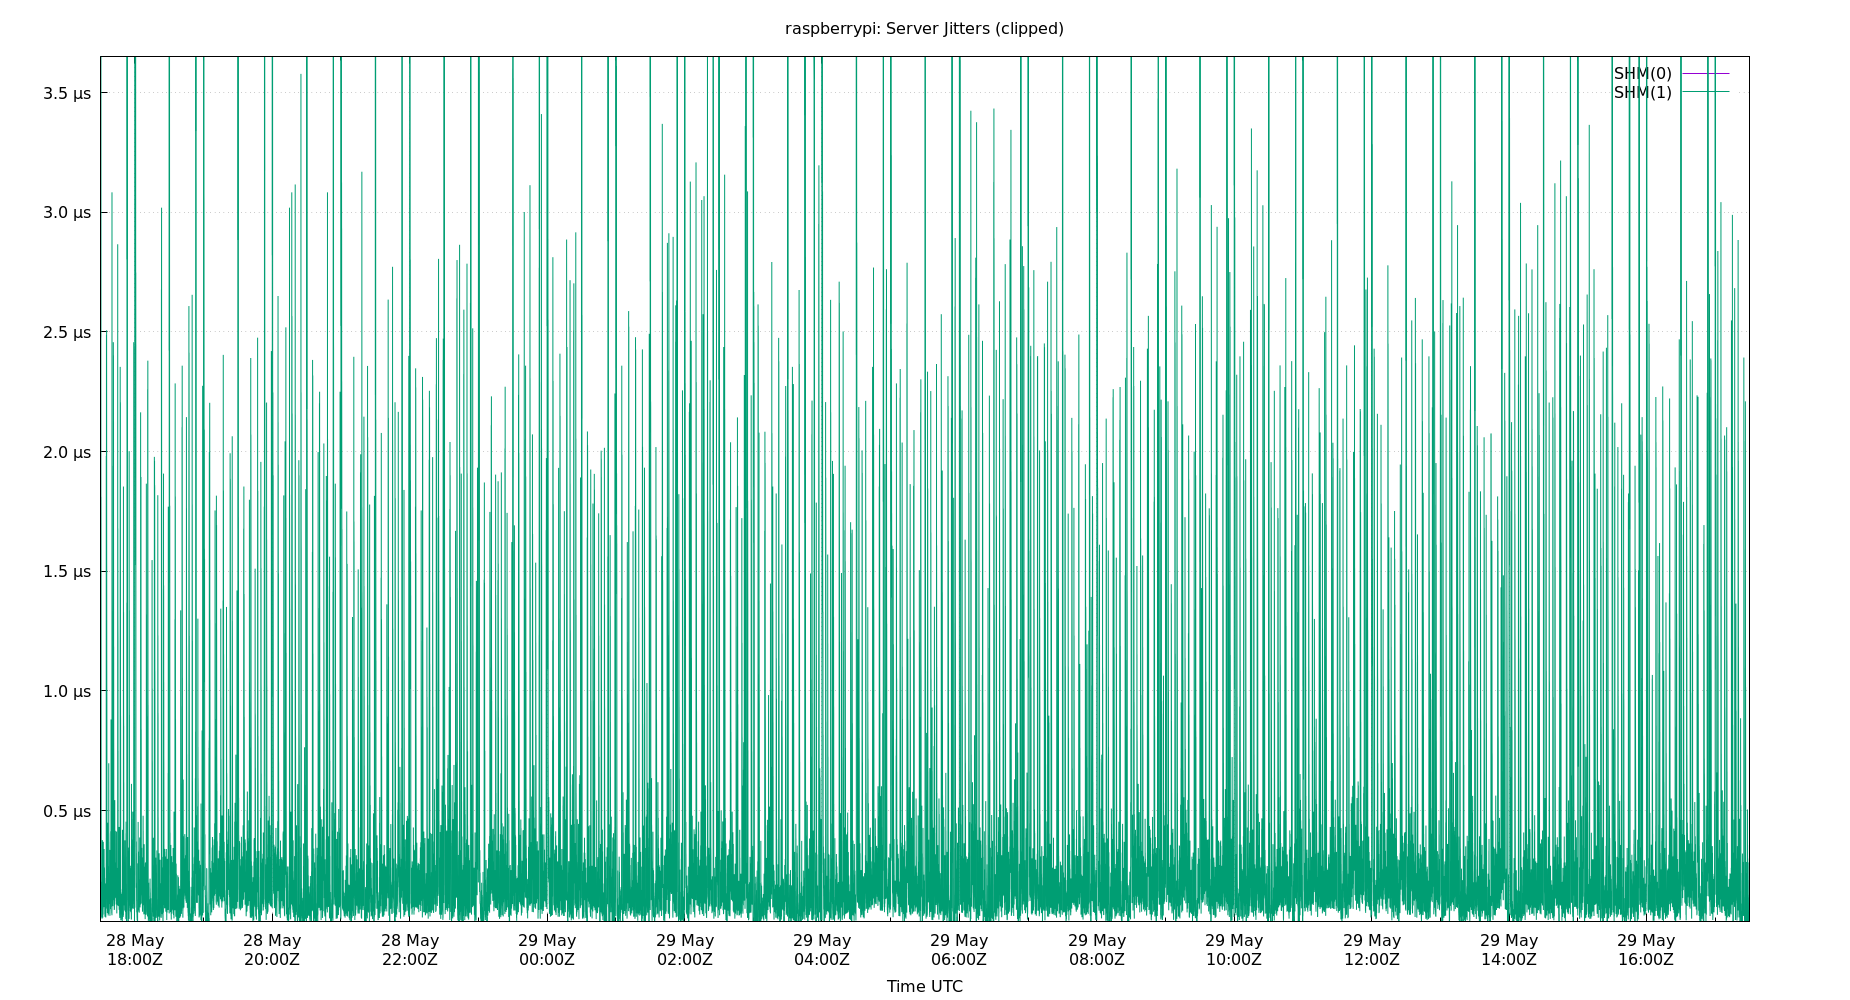 raspberrypi: Server Jitters (clipped)
SHM(0)
SHM(1)
3.5 µs
3.0 µs
2.5 µs
2.0 µs
1.5 µs
1.0 µs
0.5 µs
28 May 28 May 28 May 29 May 29 May 29 May 29 May 29 May 29 May 29 May 29 May 29 May
18:00Z 20:00Z 22:00Z 00:00Z 02:00Z 04:00Z 06:00Z 08:00Z 10:00Z 12:00Z 14:00Z 16:00Z
Time UTC